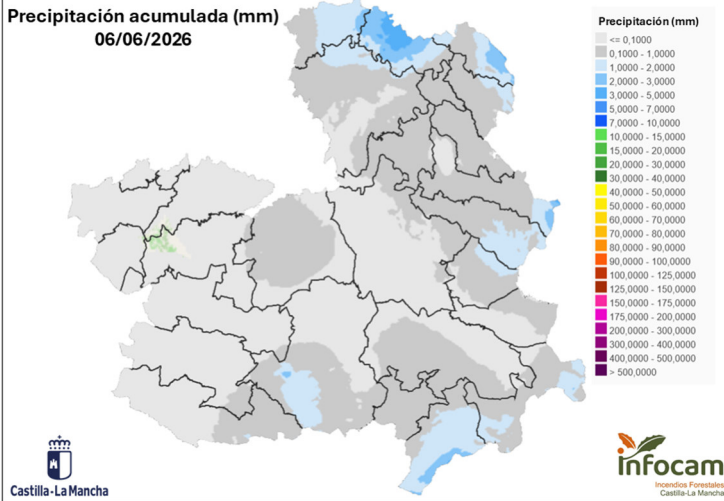 Precipitación acumulada (mm)
06/06/2026
Precipitación (mm)
<= 0,1000
0,1000 - 1,0000
1,0000 - 2,0000
2,0000 - 3,0000
3,0000 - 5,0000
5,0000 - 7,0000
7,0000 - 10,0000
10,0000 - 15,0000
15,0000 - 20,0000
20,0000 - 30,0000
30,0000 - 40,0000
40,0000 - 50,0000
50,0000 - 60,0000
60,0000 - 70,0000
70,0000 - 80,0000
80,0000 - 90,0000
90,0000 - 100,0000
100,0000 - 125,0000
125,0000 - 150,0000
150,0000 - 175,0000
175,0000 - 200,0000
200,0000 - 300,0000
300,0000 - 400,0000
400,0000 - 500,0000
> 500,0000
Castilla-La Mancha
infocam
Incendios Forestales
Castilla-La Mancha